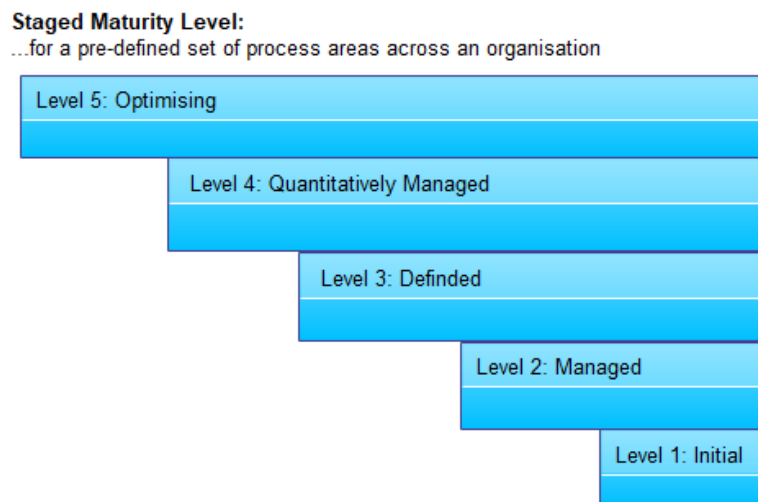 Staged Maturity Level:
...for a pre-defined set of process areas across an organisation
Level 5: Optimising
Level 4: Quantitatively Managed
Level 3: Definded
Level 2: Managed
Level 1: Initial